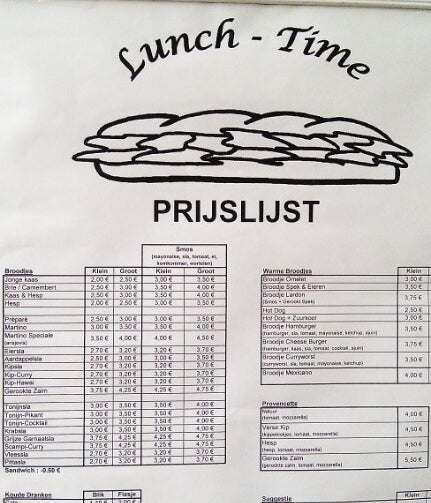 Lunch - Time
PRIJSLIJST
Smos
(mayonaise, sla, tomaat, ei,
komkommer, wortelen)
Broodjes Klein Groot Klein Groot
Jonge kaas 2,00 € 2,50 € 3,00 € 3,50 €
Brie / Camembert 2,50 € 3,00 € 3,50 € 4,00 €
Kaas & Hesp 2,50 € 3,00 € 3,50 € 4,00 €
Hesp 2,50 € 3,00 € 3,50 €
Préparé 2,50 € 3,00 € 3,00 € 3,50 €
Martino 3,00 € 3,50 € 3,50 € 4,00 €
Martino Speciale 3,50 € 4,00 € 4,00 € 4,50 €
(ansjovis)
Eiersla 2,70 € 3,20 € 3,20 € 3,70 €
Aardappelsla 2,50 € 3,00 € 3,00 € 3,50 €
Kipsla 2,70 € 3,20 € 3,20 € 3,70 €
Kip-Curry 2,70 € 3,20 € 3,20 € 3,70 €
Kip-Hawai 2,70 € 3,20 € 3,20 € 3,70 €
Gerookte Zalm 3,75 € 4,25 € 4,25 € 4,75 €
Tonijnsla 3,00 € 3,50 € 3,50 € 4,00 €
Tonijn-Pikant 3,00 € 3,50 € 3,50 € 4,00 €
Tonijn-Cocktail 3,00 € 3,50 € 3,50 € 4,00 €
Krabsla 3,00 € 3,50 € 3,50 € 4,00 €
Grijze Garnaalsla 3,75 € 4,25 € 4,25 € 4,75 €
Scampi-Curry 3,75 € 4,25 € 4,25 € 4,75 €
Vleessla 2,70 € 3,20 € 3,20 € 3,70 €
Pittasla 2,70 € 3,20 € 3,20 € 3,70 €
Sandwich : -0.50 €
Koude Dranken Blik Flesje
Warme Broodjes Klein
Broodje Omelet 3,00 €
Broodje Spek & Eieren 3,50 €
Broodje Lardon 3,75 €
(Smos + Gerookt Spek)
Hot Dog 2,50 €
Hot Dog + Zuurkool 3,00 €
Broodje Hamburger 3,50 €
(hamburger, kaas, sla, tomaat, mayonaise, ketchup, ajuin)
Broodje Cheese Burger 3,75 €
(hamburger, kaas, sla, tomaat, cocktail, ajuin)
Broodje Currywurst 3,50 €
(currywurst, sla, tomaat, mayonaise, ketchup, ajuin)
Broodje Mexicano 4,00 €
Provencette
Natuur 4,00 €
(tomaat, mozzarella)
Verse Kip 4,50 €
(kippereepjes, tomaat, mozzarella)
Hesp 4,50 €
(hesp, tomaat, mozzarella)
Gerookte Zalm 5,50 €
(gerookte zalm, tomaat, mozzarella)
Suggestie Klein